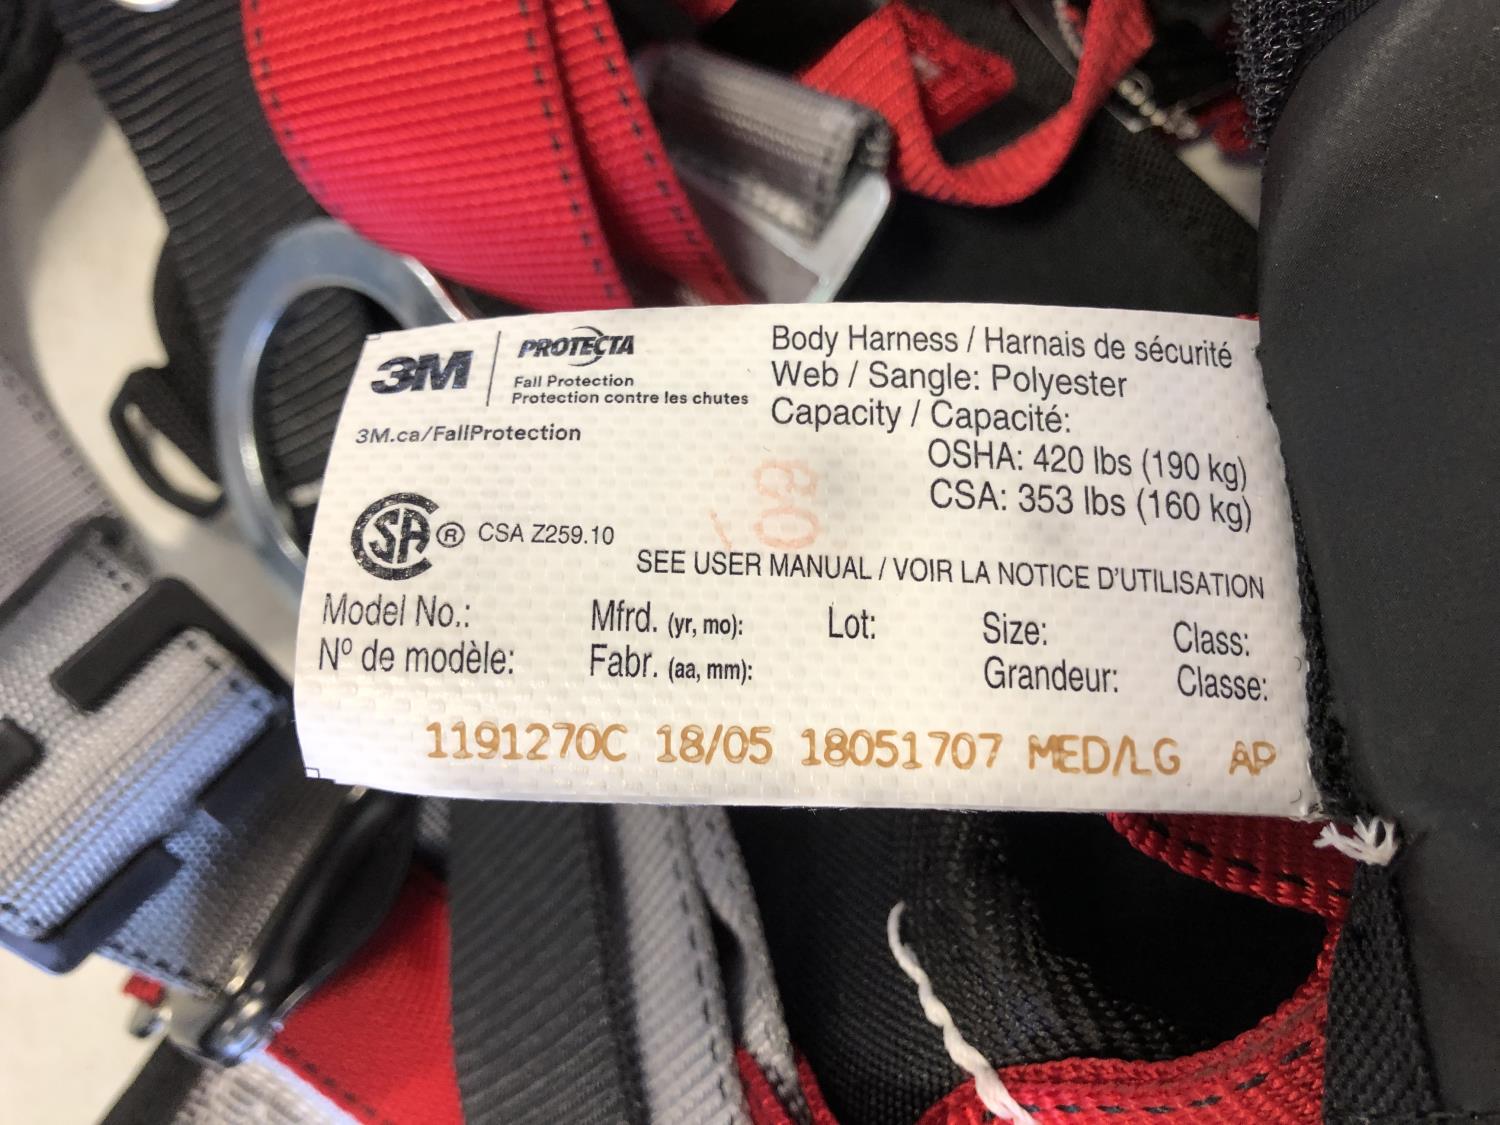 3M | PROTECTA
Fall Protection
Protection contre les chutes
3M.ca/FallProtection
Body Harness / Harnais de sécurité
Web / Sangle: Polyester
Capacity / Capacité:
OSHA: 420 lbs (190 kg)
CSA: 353 lbs (160 kg)
60
CSA ® CSA Z259.10
SEE USER MANUAL / VOIR LA NOTICE D'UTILISATION
Model No.: Mfrd. (yr, mo): Lot: Size: Class:
Nº de modèle: Fabr. (aa, mm): Grandeur: Classe:
1191270C 18/05 18051707 MED/LG AP